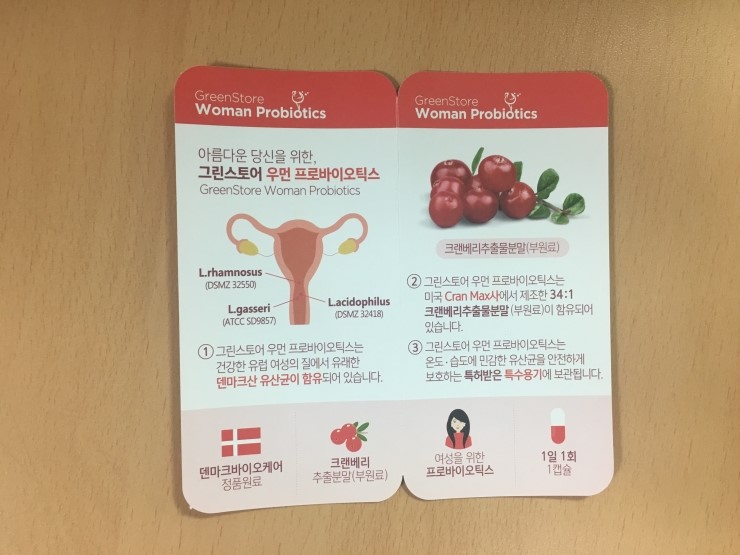 GreenStore
Woman Probiotics
아름다운 당신을 위한,
그린스토어 우먼 프로바이오틱스
GreenStore Woman Probiotics
L.rhamnosus
(DSMZ 32550)
L.gasseri
(ATCC SD9857)
L.acidophilus
(DSMZ 32418)
① 그린스토어 우먼 프로바이오틱스는
건강한 유럽 여성의 질에서 유래한
덴마크산 유산균이 함유되어 있습니다.
덴마크바이오케어
정품원료
크랜베리
추출분말(부원료)
GreenStore
Woman Probiotics
크랜베리추출물분말(부원료)
② 그린스토어 우먼 프로바이오틱스는
미국 Cran Max사에서 제조한 34:1
크랜베리추출물분말(부원료)이 함유되어
있습니다.
③ 그린스토어 우먼 프로바이오틱스는
온도·습도에 민감한 유산균을 안전하게
보호하는 특허받은 특수용기에 보관됩니다.
여성을 위한
프로바이오틱스
1일 1회
1캡슐